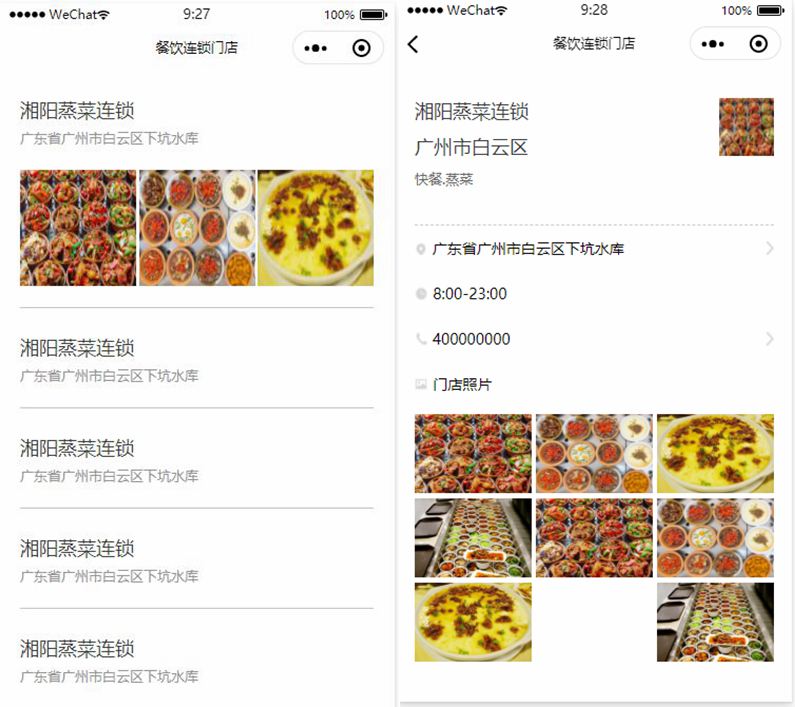 WeChat 9:27 100%
餐饮连锁门店
湘阳蒸菜连锁
广东省广州市白云区下坑水库
湘阳蒸菜连锁
广东省广州市白云区下坑水库
湘阳蒸菜连锁
广东省广州市白云区下坑水库
湘阳蒸菜连锁
广东省广州市白云区下坑水库
湘阳蒸菜连锁
广东省广州市白云区下坑水库
WeChat 9:28 100%
餐饮连锁门店
湘阳蒸菜连锁
广州市白云区
快餐.蒸菜
广东省广州市白云区下坑水库
8:00-23:00
400000000
门店照片